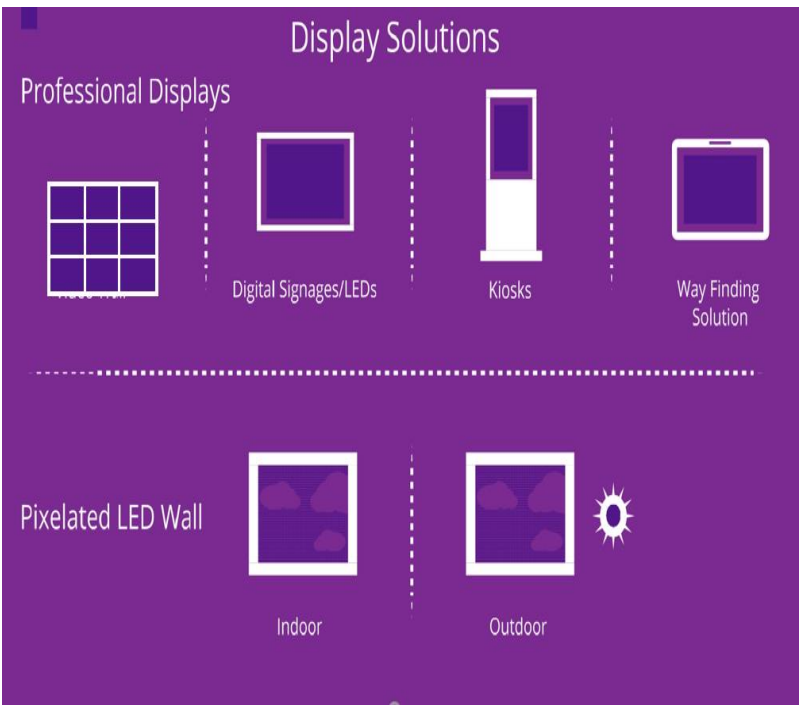 Display Solutions
Professional Displays
Digital Signages/LEDs
Kiosks
Way Finding
Solution
Pixelated LED Wall
Indoor
Outdoor